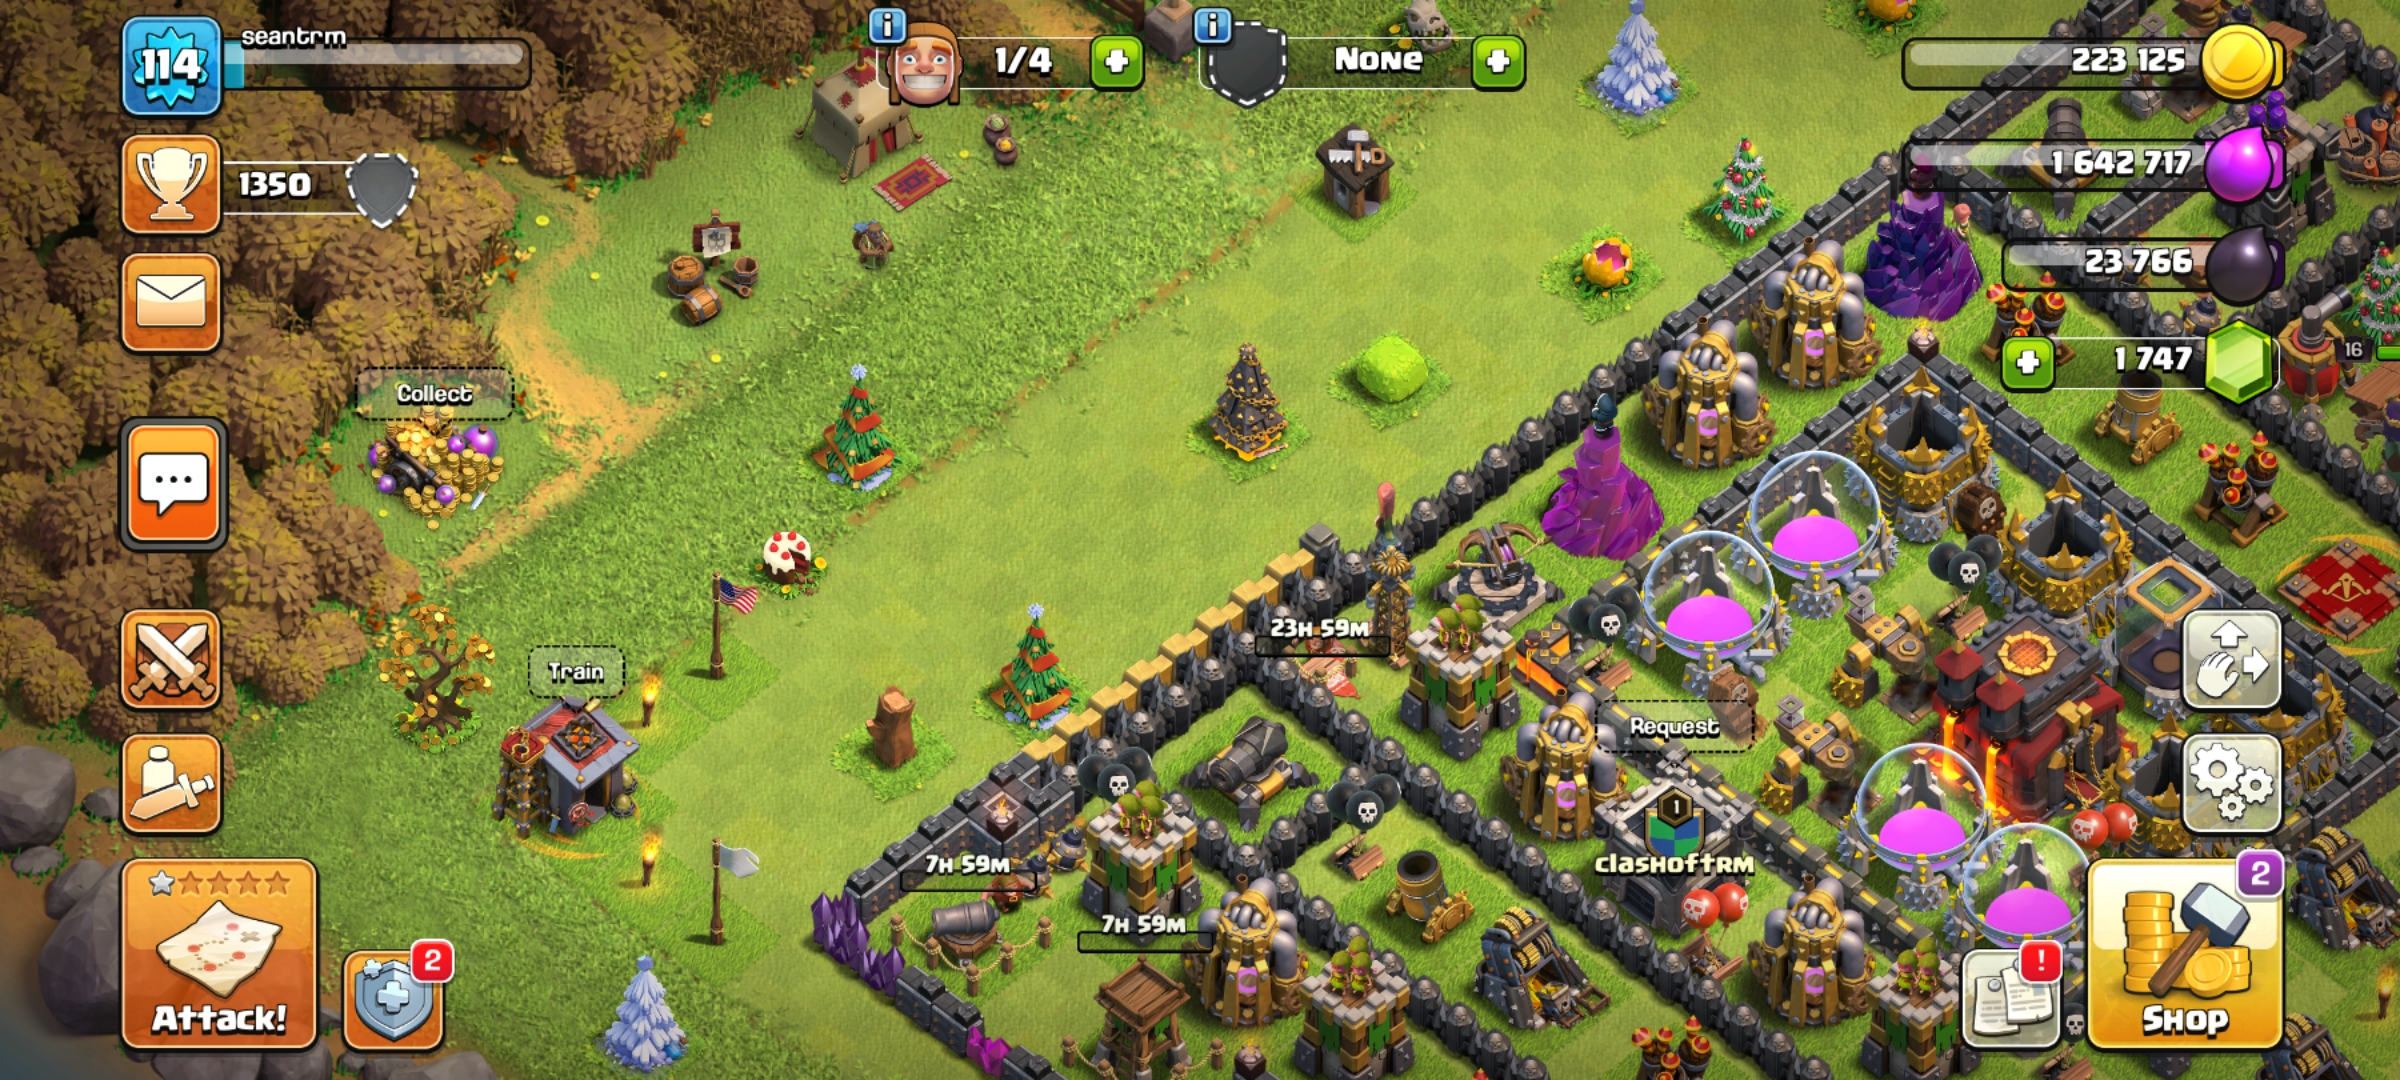 114
seantrm
1/4
None
223 125
1350
1 642 717
23 766
1 747
16
Collect
23H 59M
Train
Request
1
clashoftrm
7H 59M
7H 59M
2
2
!
Attack!
Shop